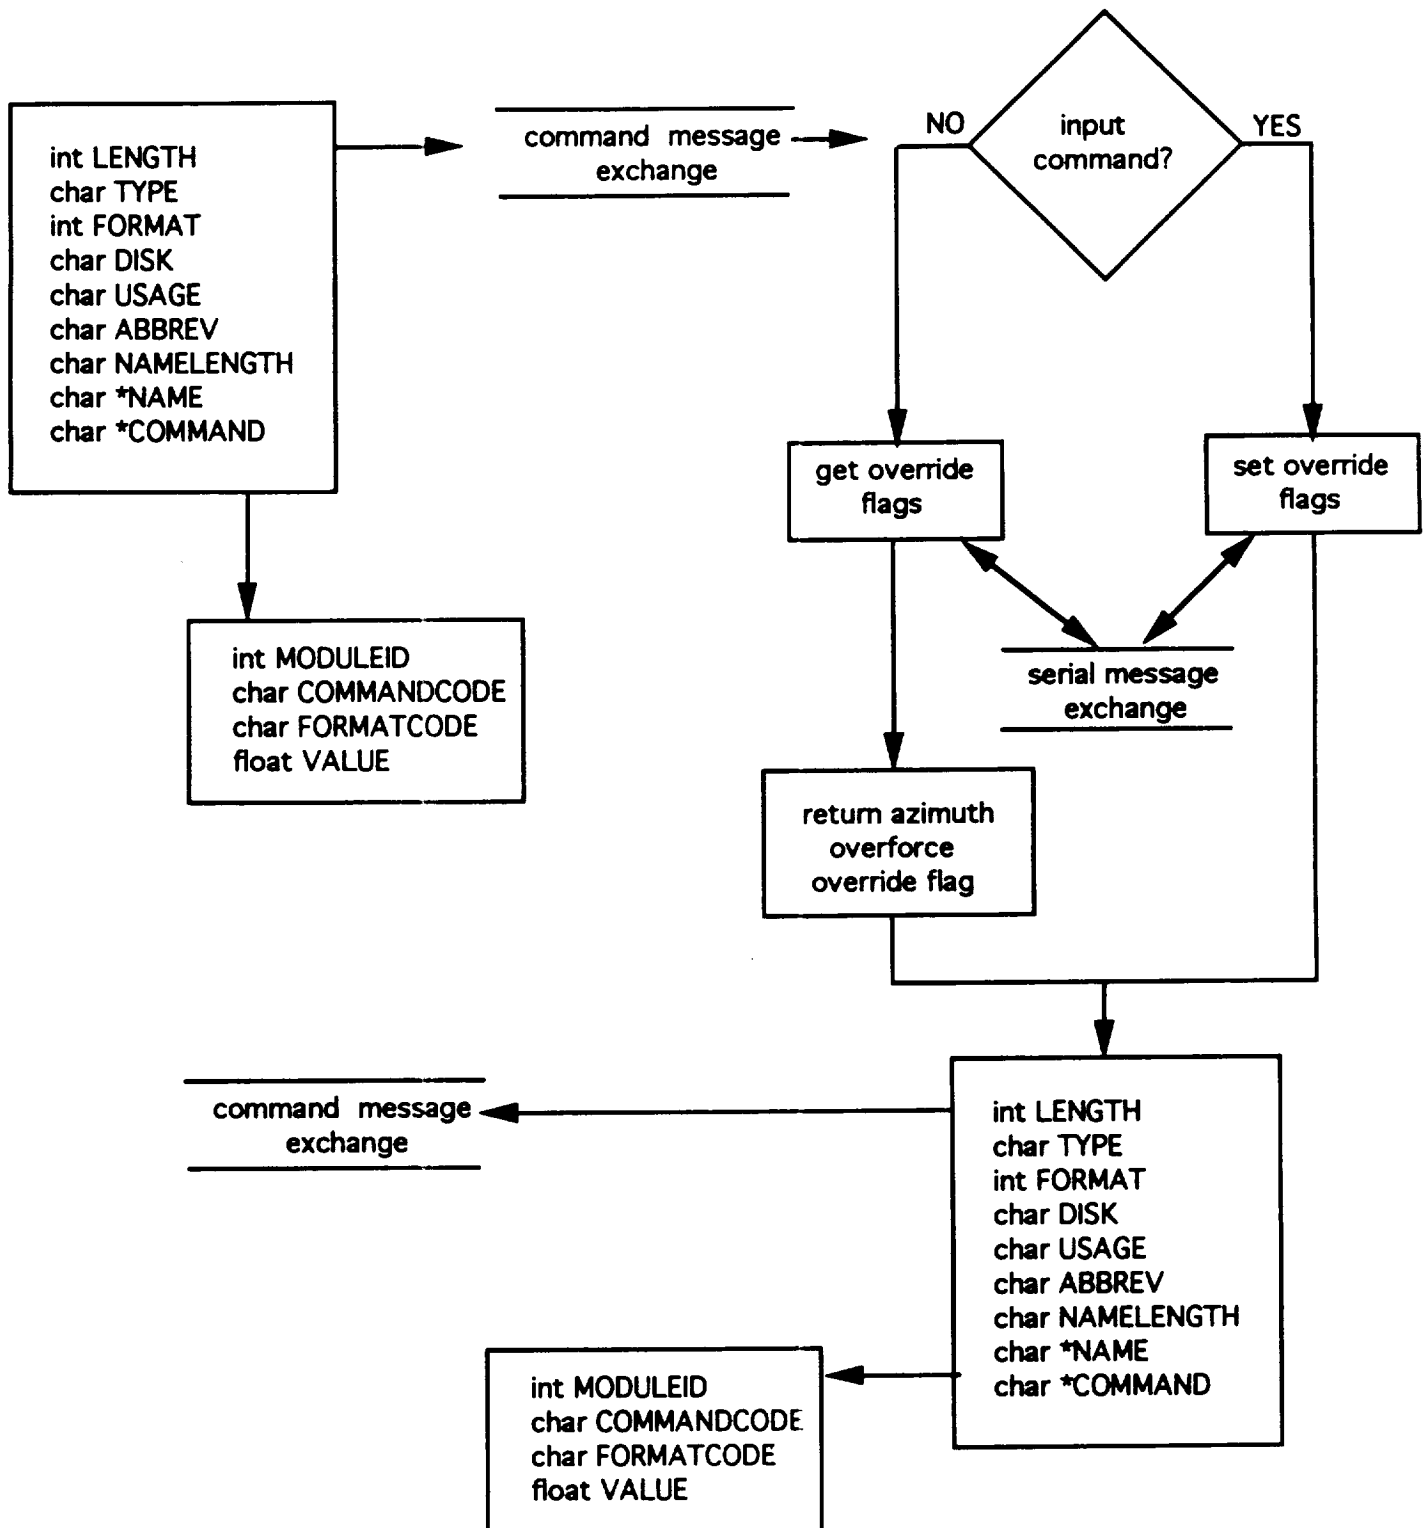 int LENGTH
char TYPE
int FORMAT
char DISK
char USAGE
char ABBREV
char NAMELENGTH
char *NAME
char *COMMAND
command message
exchange
NO
input
command?
YES
get override
flags
set override
flags
int MODULEID
char COMMANDCODE
char FORMATCODE
float VALUE
serial message
exchange
return azimuth
overforce
override flag
command message
exchange
int LENGTH
char TYPE
int FORMAT
char DISK
char USAGE
char ABBREV
char NAMELENGTH
char *NAME
char *COMMAND
int MODULEID
char COMMANDCODE
char FORMATCODE
float VALUE